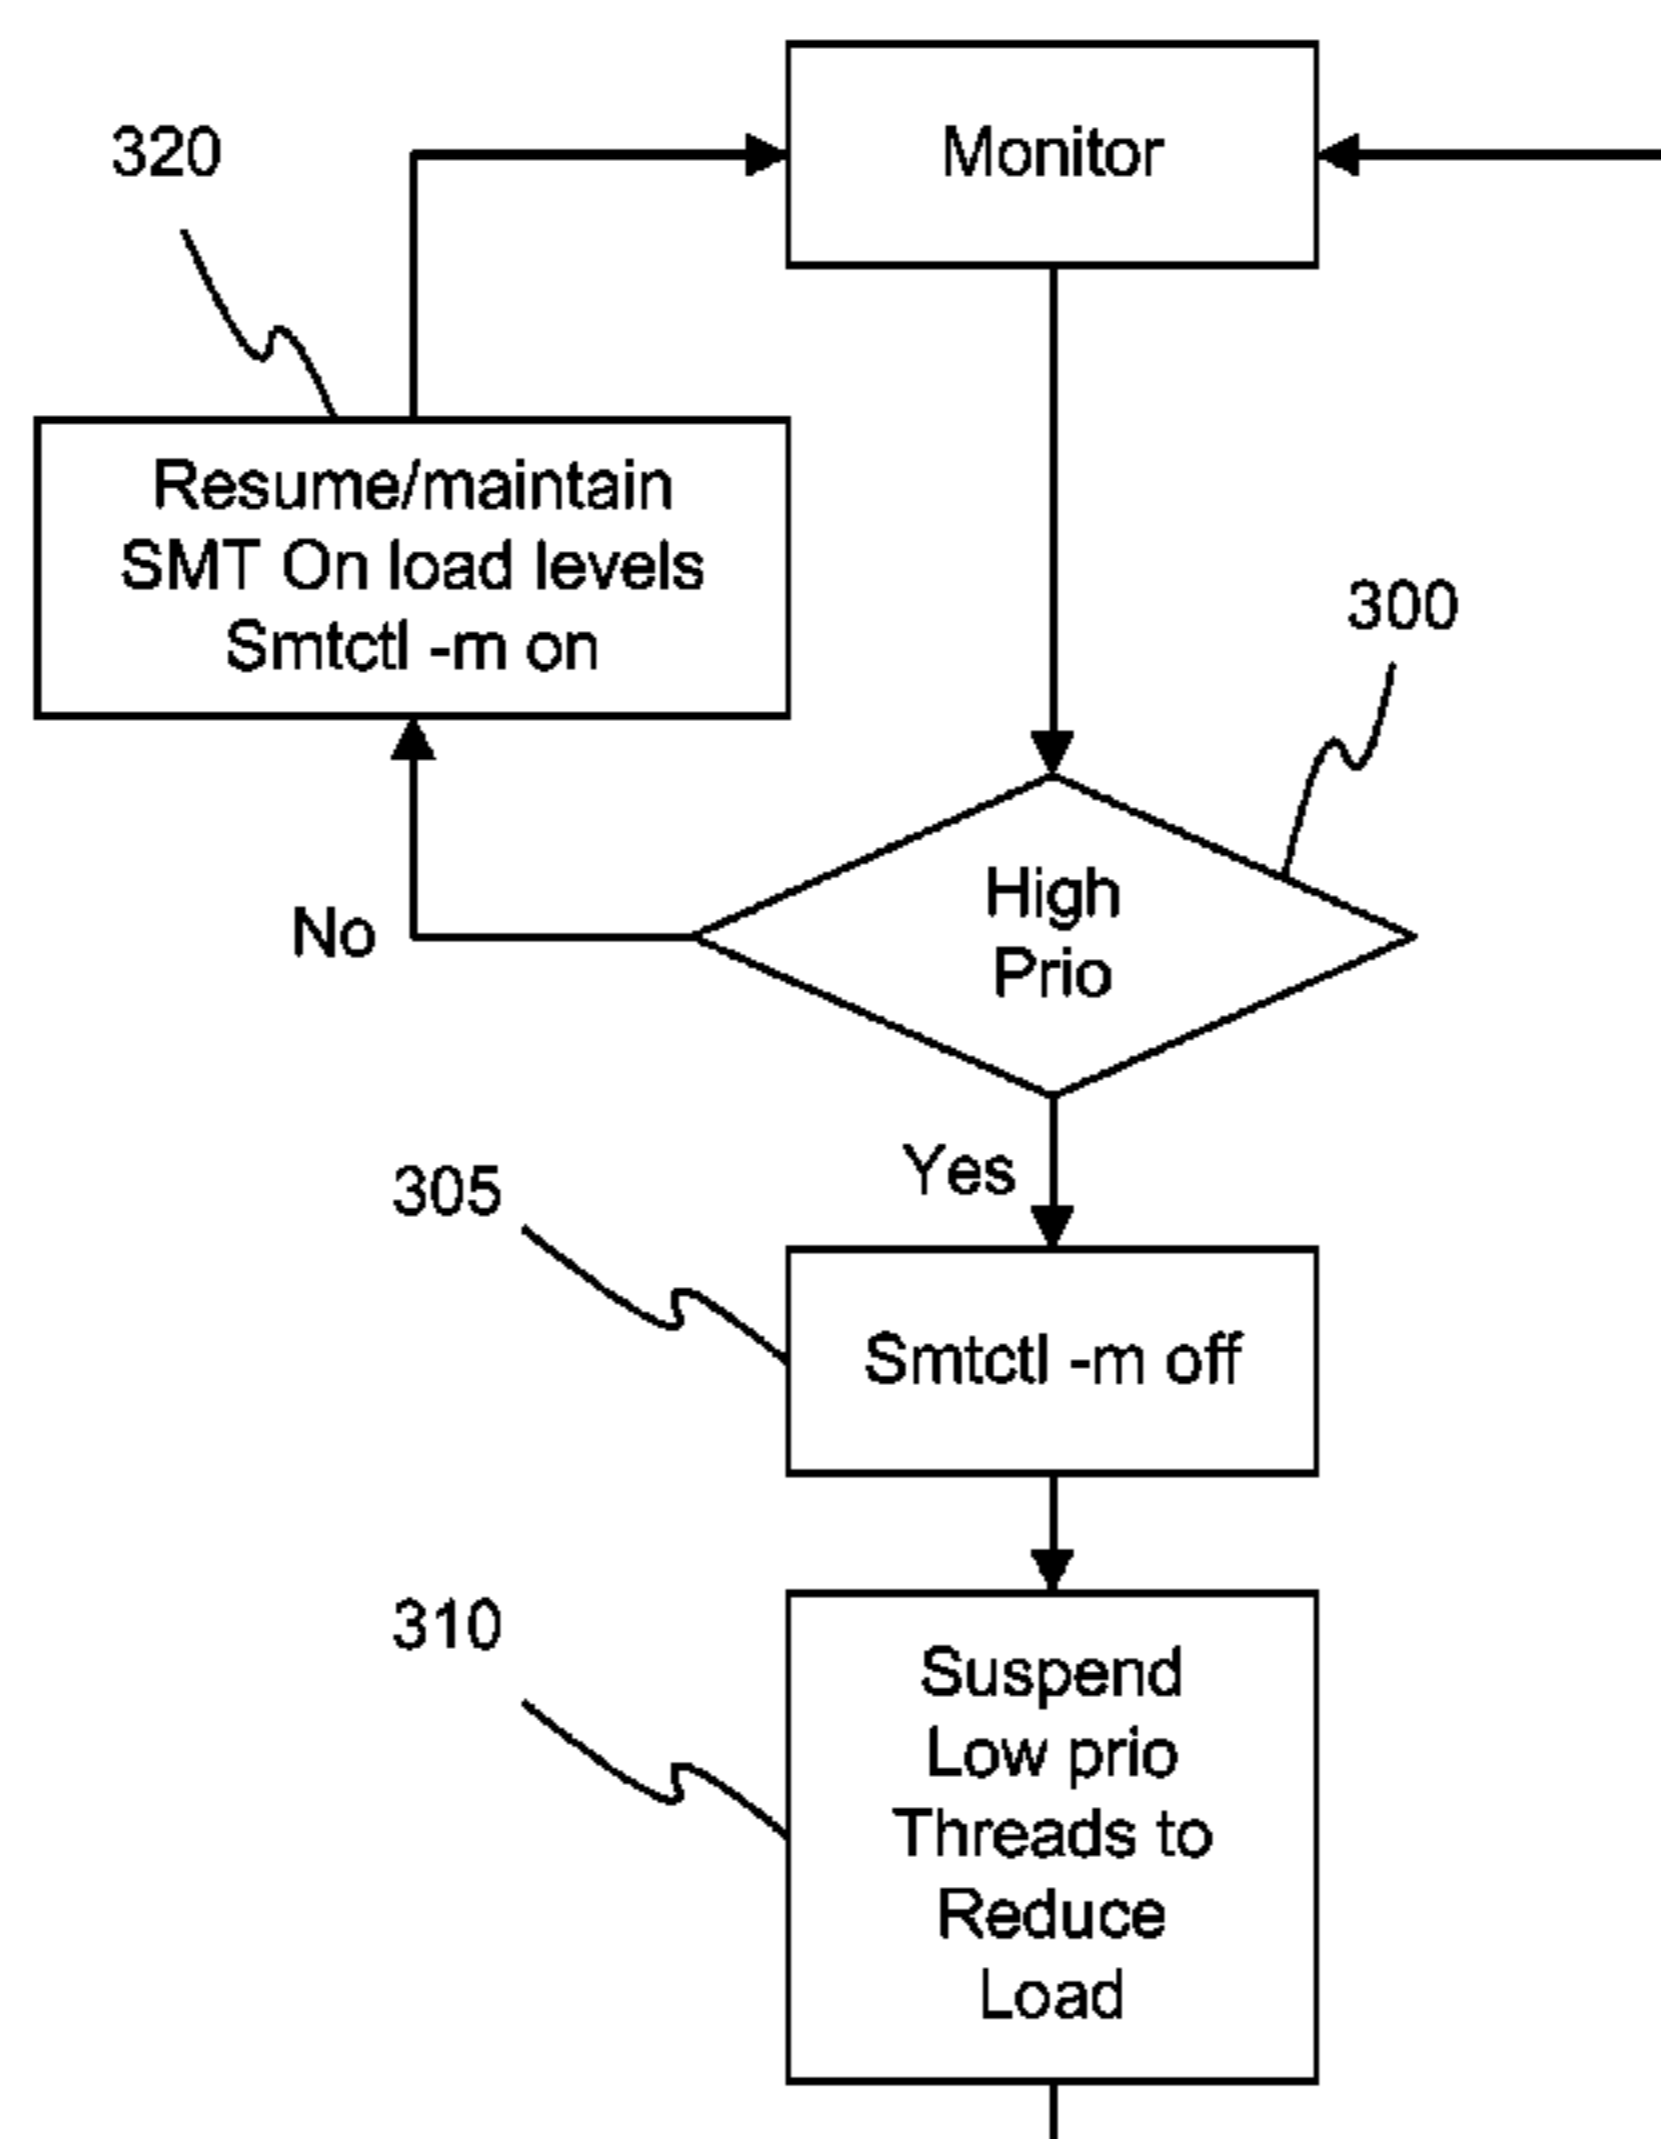 Monitor
320
Resume/maintain
SMT On load levels
Smtctl -m on
300
High
Prio
No
Yes
305
Smtctl -m off
310
Suspend
Low prio
Threads to
Reduce
Load